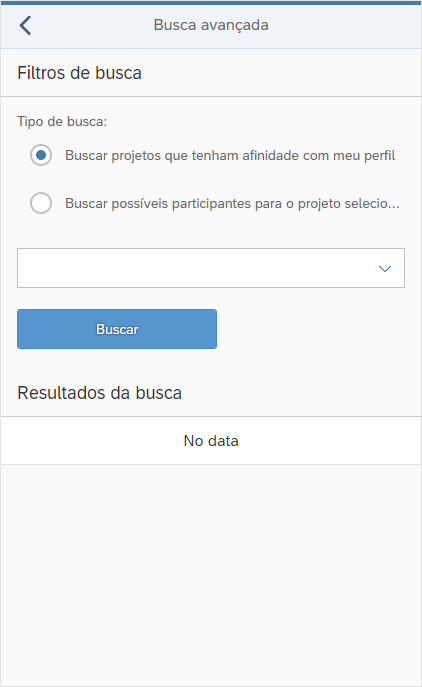 Busca avançada
Filtros de busca
Tipo de busca:
Buscar projetos que tenham afinidade com meu perfil
Buscar possíveis participantes para o projeto selecio...
Buscar
Resultados da busca
No data